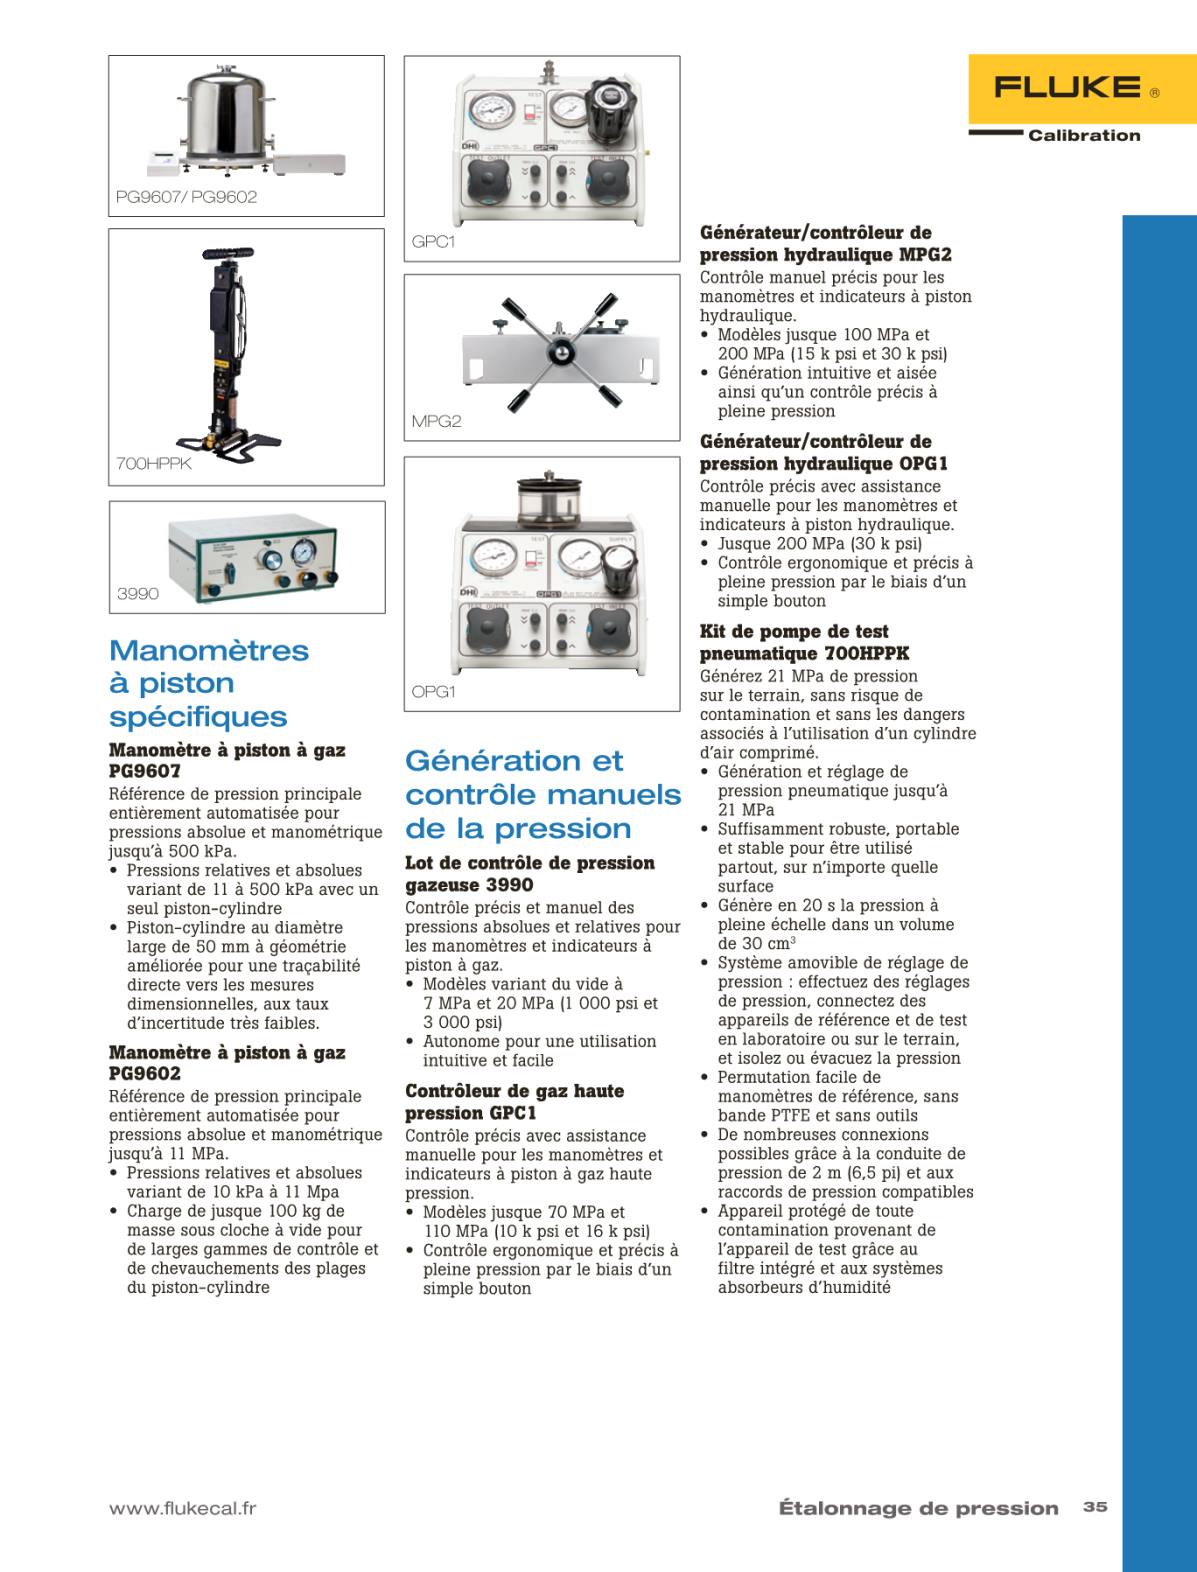 FLUKE ®
Calibration
PG9607/ PG9602
700HPPK
3990
GPC1
MPG2
OPG1
Manomètres
à piston
spécifiques
Manomètre à piston à gaz
PG9607
Référence de pression principale
entièrement automatisée pour
pressions absolue et manométrique
jusqu’à 500 kPa.
• Pressions relatives et absolues
variant de 11 à 500 kPa avec un
seul piston-cylindre
• Piston-cylindre au diamètre
large de 50 mm à géométrie
améliorée pour une traçabilité
directe vers les mesures
dimensionnelles, aux taux
d’incertitude très faibles.
Manomètre à piston à gaz
PG9602
Référence de pression principale
entièrement automatisée pour
pressions absolue et manométrique
jusqu’à 11 MPa.
• Pressions relatives et absolues
variant de 10 kPa à 11 Mpa
• Charge de jusque 100 kg de
masse sous cloche à vide pour
de larges gammes de contrôle et
de chevauchements des plages
du piston-cylindre
Génération et
contrôle manuels
de la pression
Lot de contrôle de pression
gazeuse 3990
Contrôle précis et manuel des
pressions absolues et relatives pour
les manomètres et indicateurs à
piston à gaz.
• Modèles variant du vide à
7 MPa et 20 MPa (1 000 psi et
3 000 psi)
• Autonome pour une utilisation
intuitive et facile
Contrôleur de gaz haute
pression GPC1
Contrôle précis avec assistance
manuelle pour les manomètres et
indicateurs à piston à gaz haute
pression.
• Modèles jusque 70 MPa et
110 MPa (10 k psi et 16 k psi)
• Contrôle ergonomique et précis à
pleine pression par le biais d’un
simple bouton
Générateur/contrôleur de
pression hydraulique MPG2
Contrôle manuel précis pour les
manomètres et indicateurs à piston
hydraulique.
• Modèles jusque 100 MPa et
200 MPa (15 k psi et 30 k psi)
• Génération intuitive et aisée
ainsi qu’un contrôle précis à
pleine pression
Générateur/contrôleur de
pression hydraulique OPG1
Contrôle précis avec assistance
manuelle pour les manomètres et
indicateurs à piston hydraulique.
• Jusque 200 MPa (30 k psi)
• Contrôle ergonomique et précis à
pleine pression par le biais d’un
simple bouton
Kit de pompe de test
pneumatique 700HPPK
Générez 21 MPa de pression
sur le terrain, sans risque de
contamination et sans les dangers
associés à l’utilisation d’un cylindre
d’air comprimé.
• Génération et réglage de
pression pneumatique jusqu’à
21 MPa
• Suffisamment robuste, portable
et stable pour être utilisé
partout, sur n’importe quelle
surface
• Génère en 20 s la pression à
pleine échelle dans un volume
de 30 cm³
• Système amovible de réglage de
pression : effectuez des réglages
de pression, connectez des
appareils de référence et de test
en laboratoire ou sur le terrain,
et isolez ou évacuez la pression
• Permutation facile de
manomètres de référence, sans
bande PTFE et sans outils
• De nombreuses connexions
possibles grâce à la conduite de
pression de 2 m (6,5 pi) et aux
raccords de pression compatibles
• Appareil protégé de toute
contamination provenant de
l’appareil de test grâce au
filtre intégré et aux systèmes
absorbeurs d’humidité
www.flukecal.fr
Étalonnage de pression 35